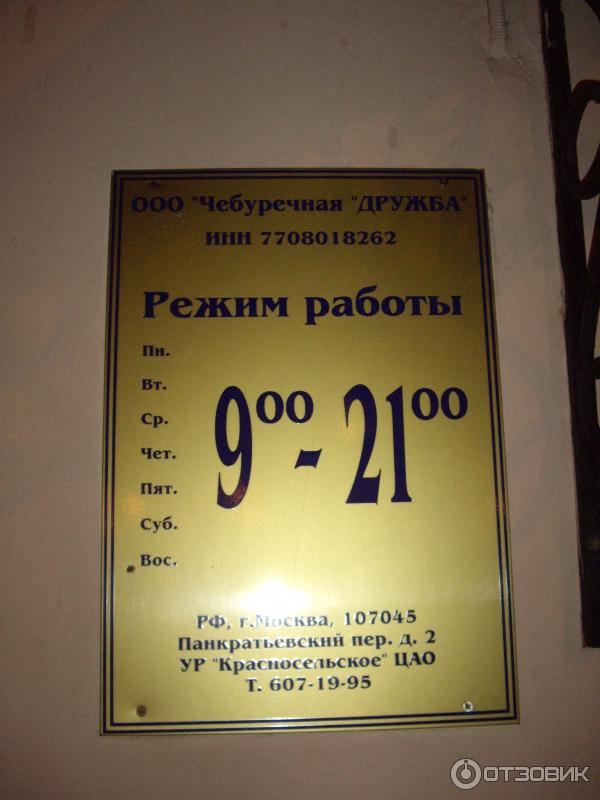 ООО "Чебуречная "ДРУЖБА"
ИНН 7708018262
Режим работы
Пн.
Вт.
Ср.
Чет.
Пят.
Суб.
Вос.
9⁰⁰ - 21⁰⁰
РФ, г.Москва, 107045
Панкратьевский пер. д. 2
УР "Красносельское" ЦАО
Т. 607-19-95
ОТЗОВИК